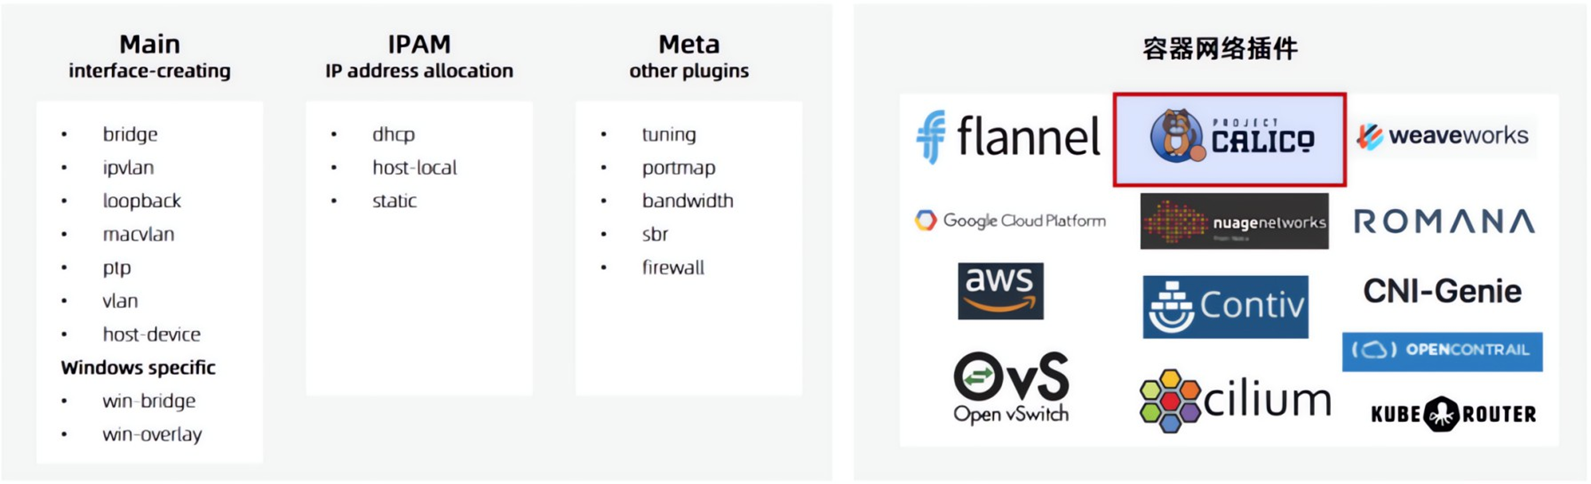 Main
interface-creating
• bridge
• ipvlan
• loopback
• macvlan
• ptp
• vlan
• host-device
Windows specific
• win-bridge
• win-overlay
IPAM
IP address allocation
• dhcp
• host-local
• static
Meta
other plugins
• tuning
• portmap
• bandwidth
• sbr
• firewall
容器网络插件
flannel
PROJECT
CALICO
weaveworks
Google Cloud Platform
nuagenetworks
ROMANA
aws
Contiv
CNI-Genie
OPENCONTRAIL
OvS
Open vSwitch
cilium
KUBE ROUTER